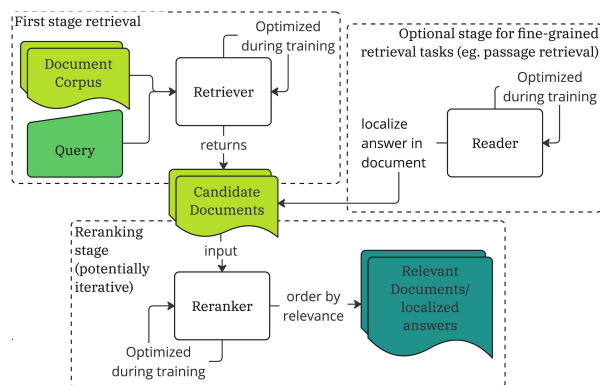 First stage retrieval
Document
Corpus
Query
Optimized
during training
Retriever
returns
Optional stage for fine-grained
retrieval tasks (eg. passage retrieval)
Optimized
during training
localize
answer in
document
Reader
Candidate
Documents
Reranking
stage
(potentially
iterative)
input
Reranker
order by
relevance
Relevant
Documents/
localized
answers
Optimized
during training